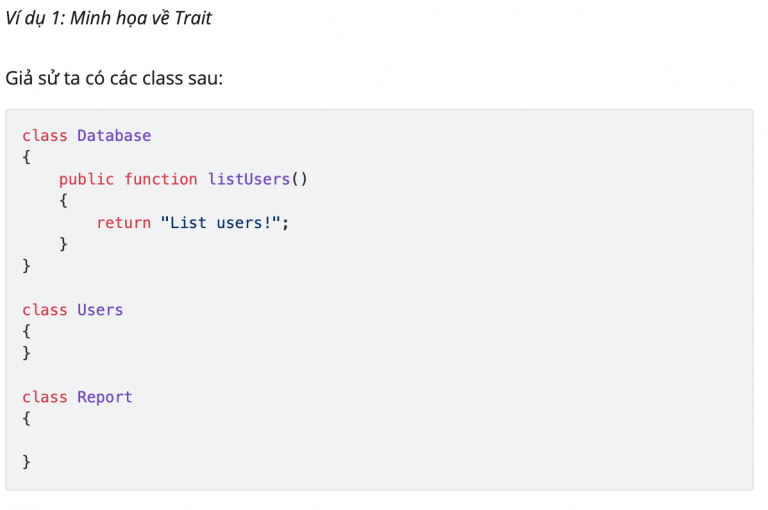 Ví dụ 1: Minh họa về Trait
Giả sử ta có các class sau:
class Database
{
    public function listUsers()
    {
        return "List users!";
    }
}
class Users
{
}
class Report
{
}